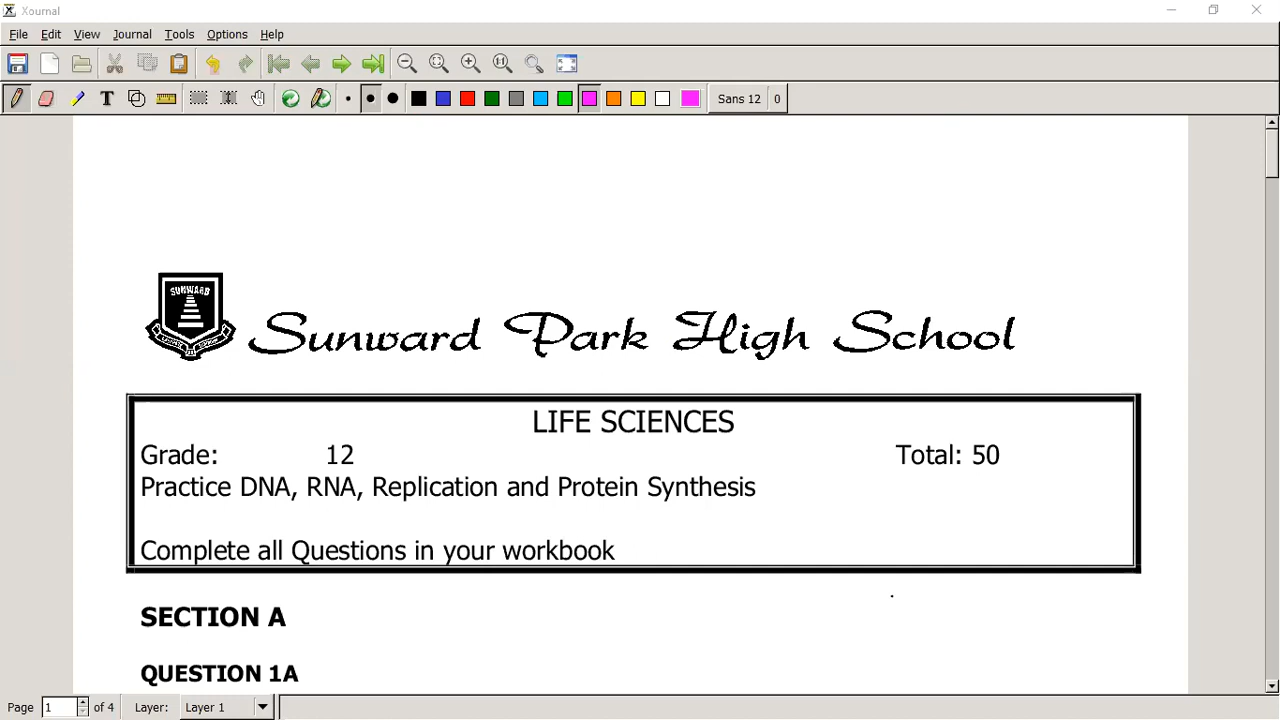 Xournal
File Edit View Journal Tools Options Help
Sans 12 0
SUNWARD
Sunward Park High School
LIFE SCIENCES
Grade: 12 Total: 50
Practice DNA, RNA, Replication and Protein Synthesis
Complete all Questions in your workbook
SECTION A
QUESTION 1A
Page 1 of 4 Layer: Layer 1